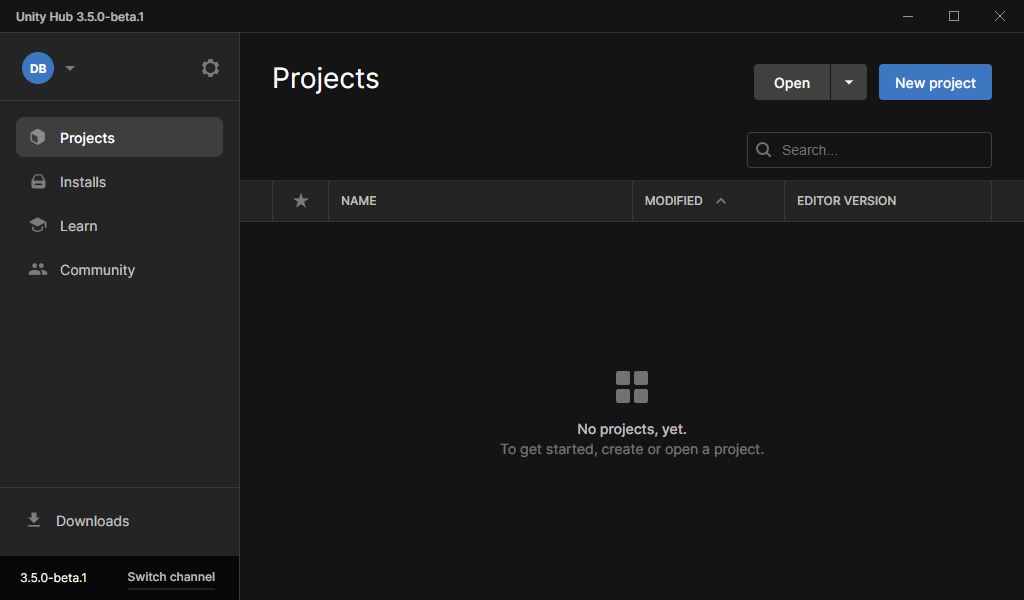 Unity Hub 3.5.0-beta.1
DB
Projects
Installs
Learn
Community
Downloads
3.5.0-beta.1 Switch channel
Projects
Open
New project
Search...
NAME MODIFIED EDITOR VERSION
No projects, yet.
To get started, create or open a project.